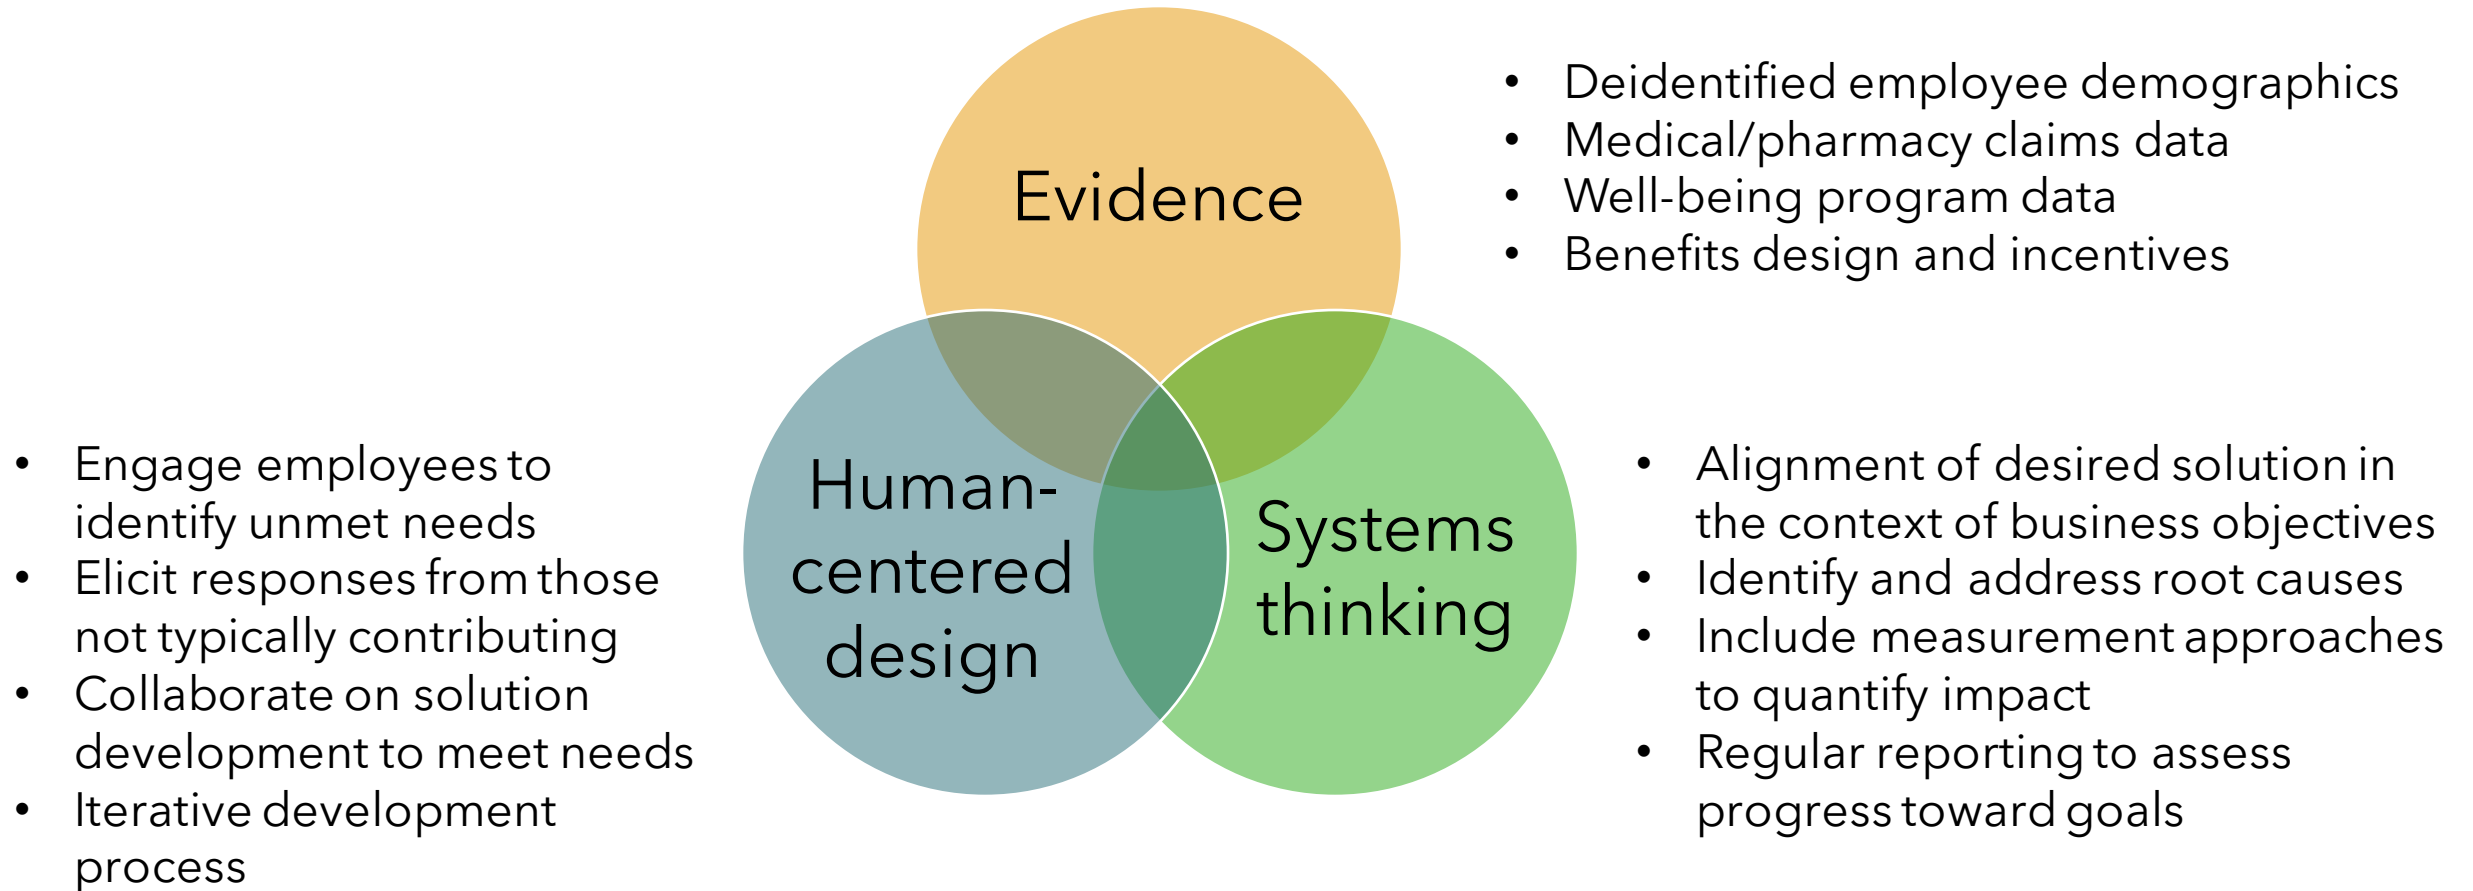 Evidence
• Deidentified employee demographics
• Medical/pharmacy claims data
• Well-being program data
• Benefits design and incentives
Human-
centered
design
• Engage employees to
identify unmet needs
• Elicit responses from those
not typically contributing
• Collaborate on solution
development to meet needs
• Iterative development
process
Systems
thinking
• Alignment of desired solution in
the context of business objectives
• Identify and address root causes
• Include measurement approaches
to quantify impact
• Regular reporting to assess
progress toward goals